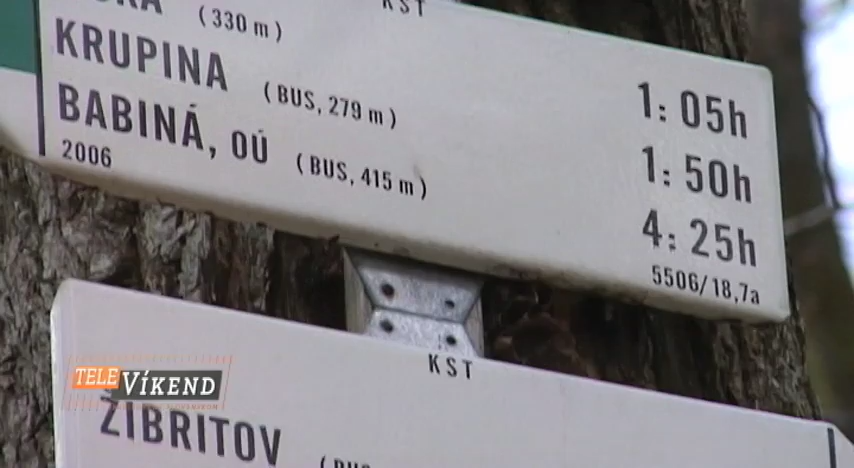 KST
(330 m) 1: 05h
KRUPINA (BUS, 279 m) 1: 50h
BABINÁ, OÚ (BUS, 415 m) 4: 25h
2006 5506/18,7a
KST
TELE VÍKEND
ŽIBRITOV (BUS